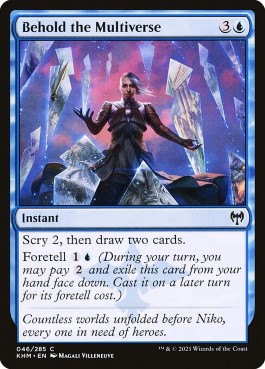 Behold the Multiverse 3
Instant
Scry 2, then draw two cards.
Foretell 1 (During your turn, you
may pay 2 and exile this card from your
hand face down. Cast it on a later turn
for its foretell cost.)
Countless worlds unfolded before Niko,
every one in need of heroes.
046/285 C
KHM • EN MAGALI VILLENEUVE
™ & © 2021 Wizards of the Coast